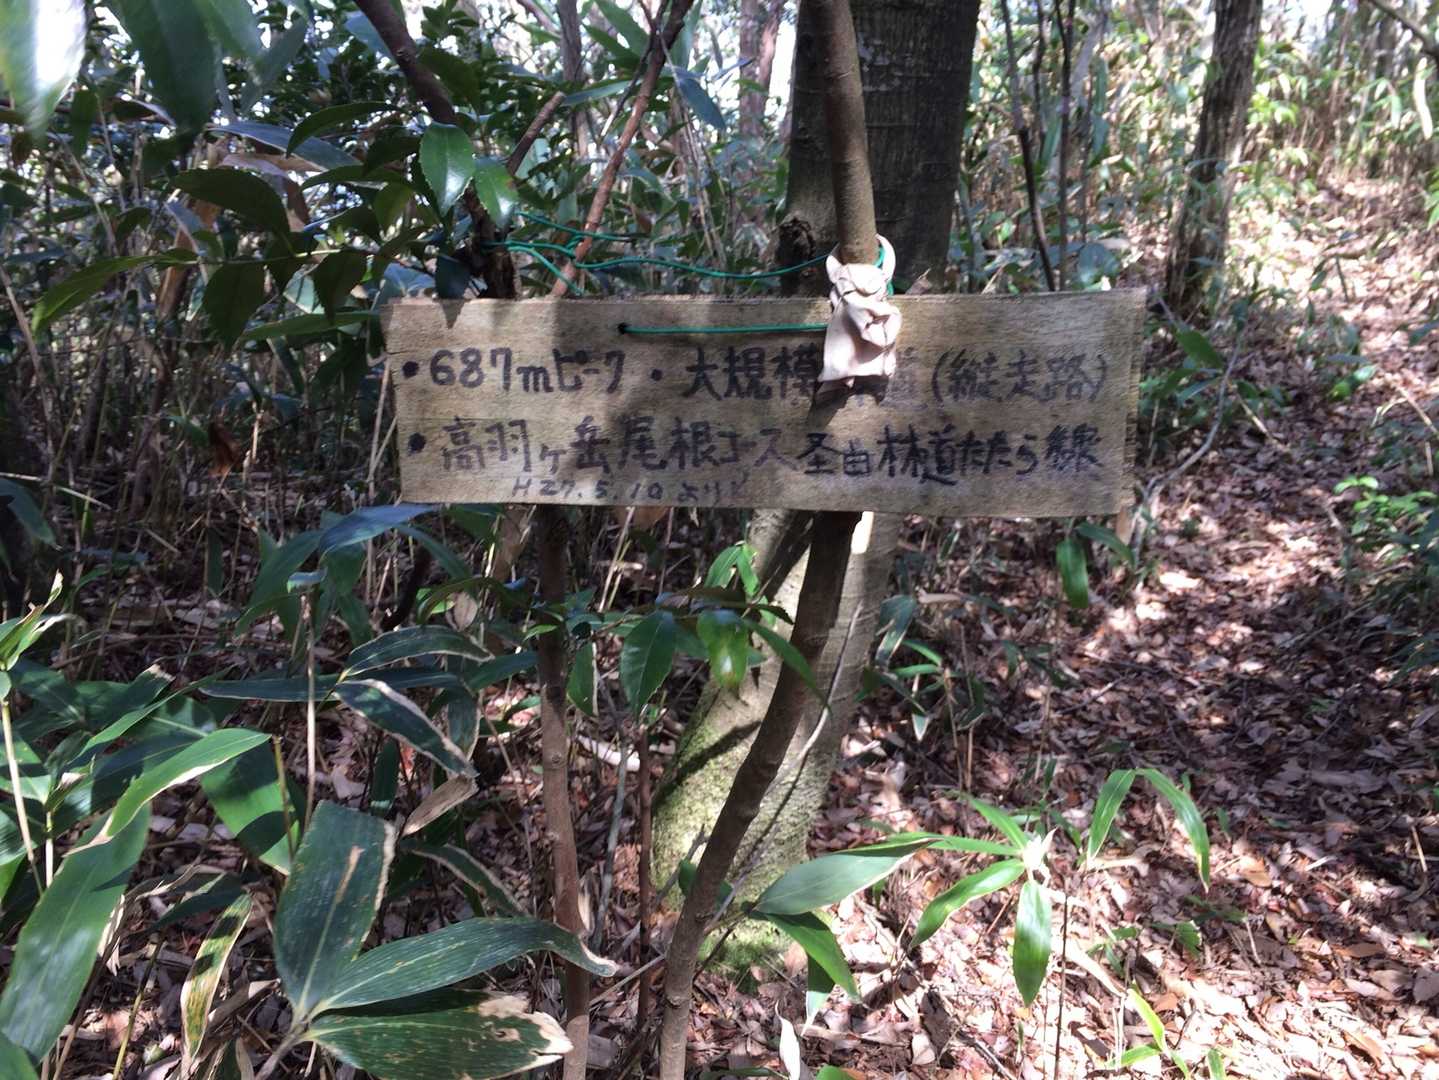 ・687mピーク・大規模 道(縦走路)
・高羽ヶ岳尾根コース 圣由林道たたら線
H27.5.10より